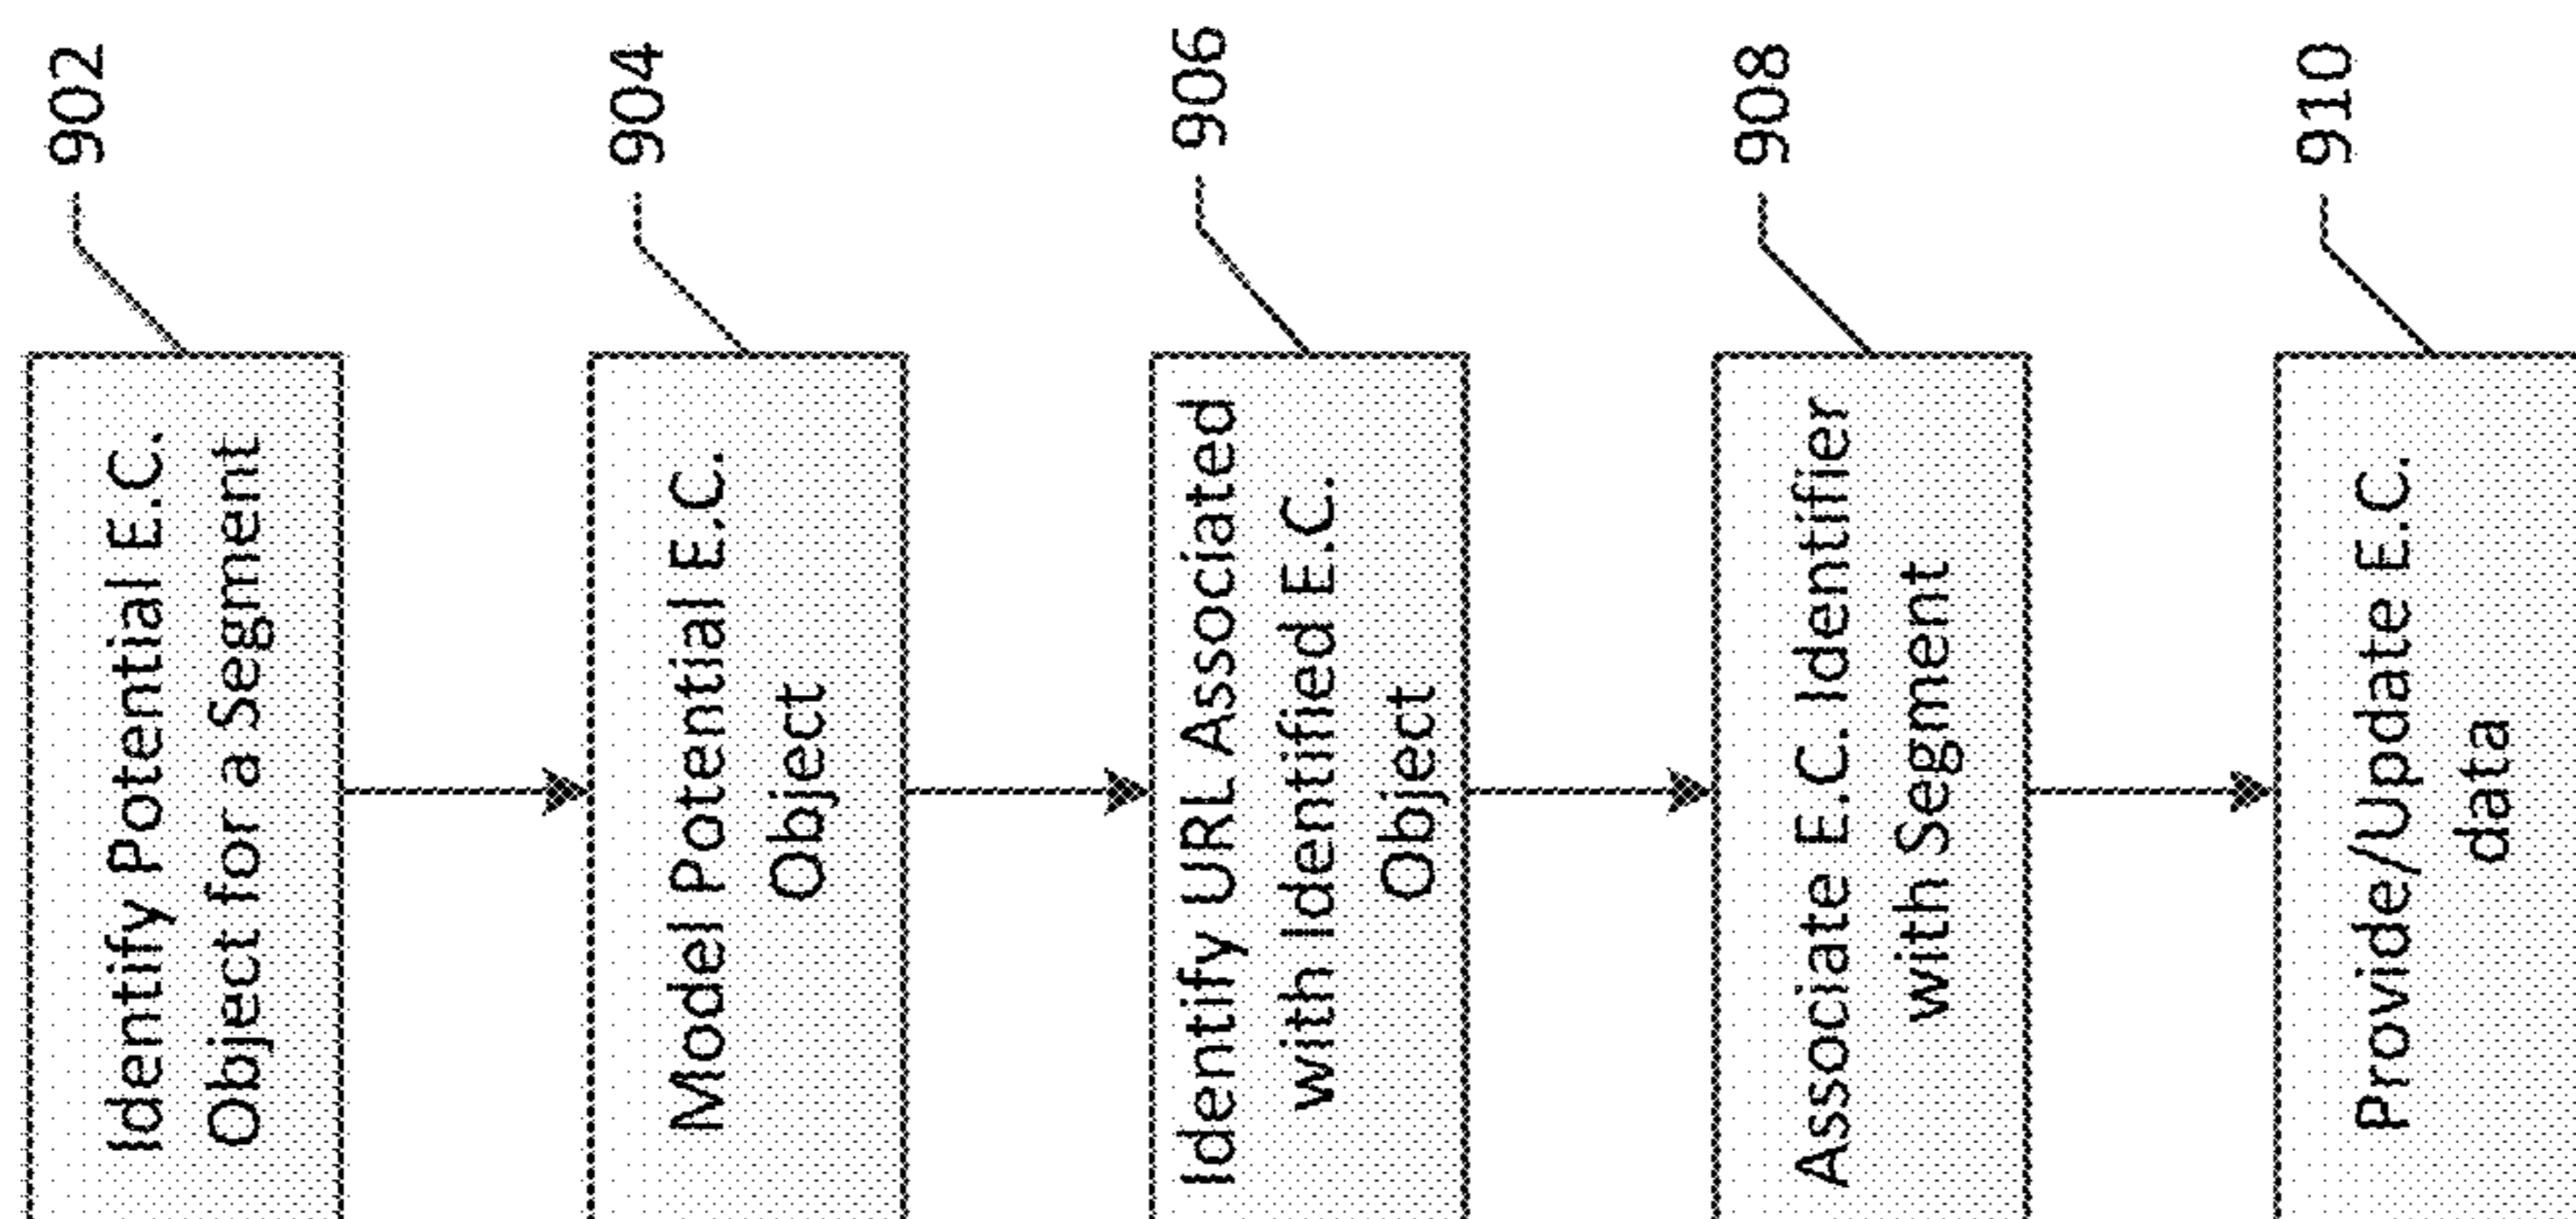 902
Identify Potential E.C.
Object for a Segment
904
Model Potential E.C.
Object
906
Identify URL Associated
with Identified E.C.
Object
908
Associate E.C. Identifier
with Segment
910
Provide/Update E.C.
data